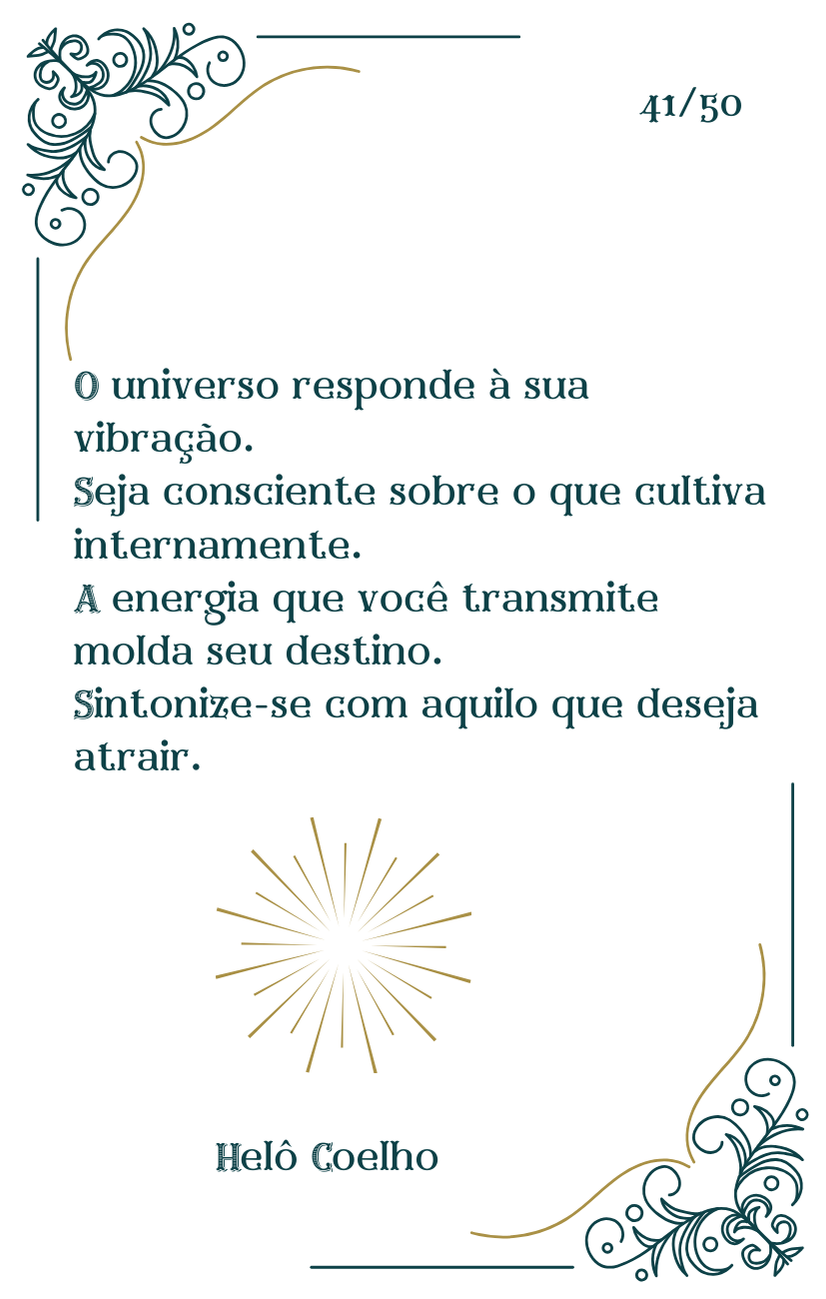 41/50
O universo responde à sua
vibração.
Seja consciente sobre o que cultiva
internamente.
A energia que você transmite
molda seu destino.
Sintonize-se com aquilo que deseja
atrair.
Helô Coelho